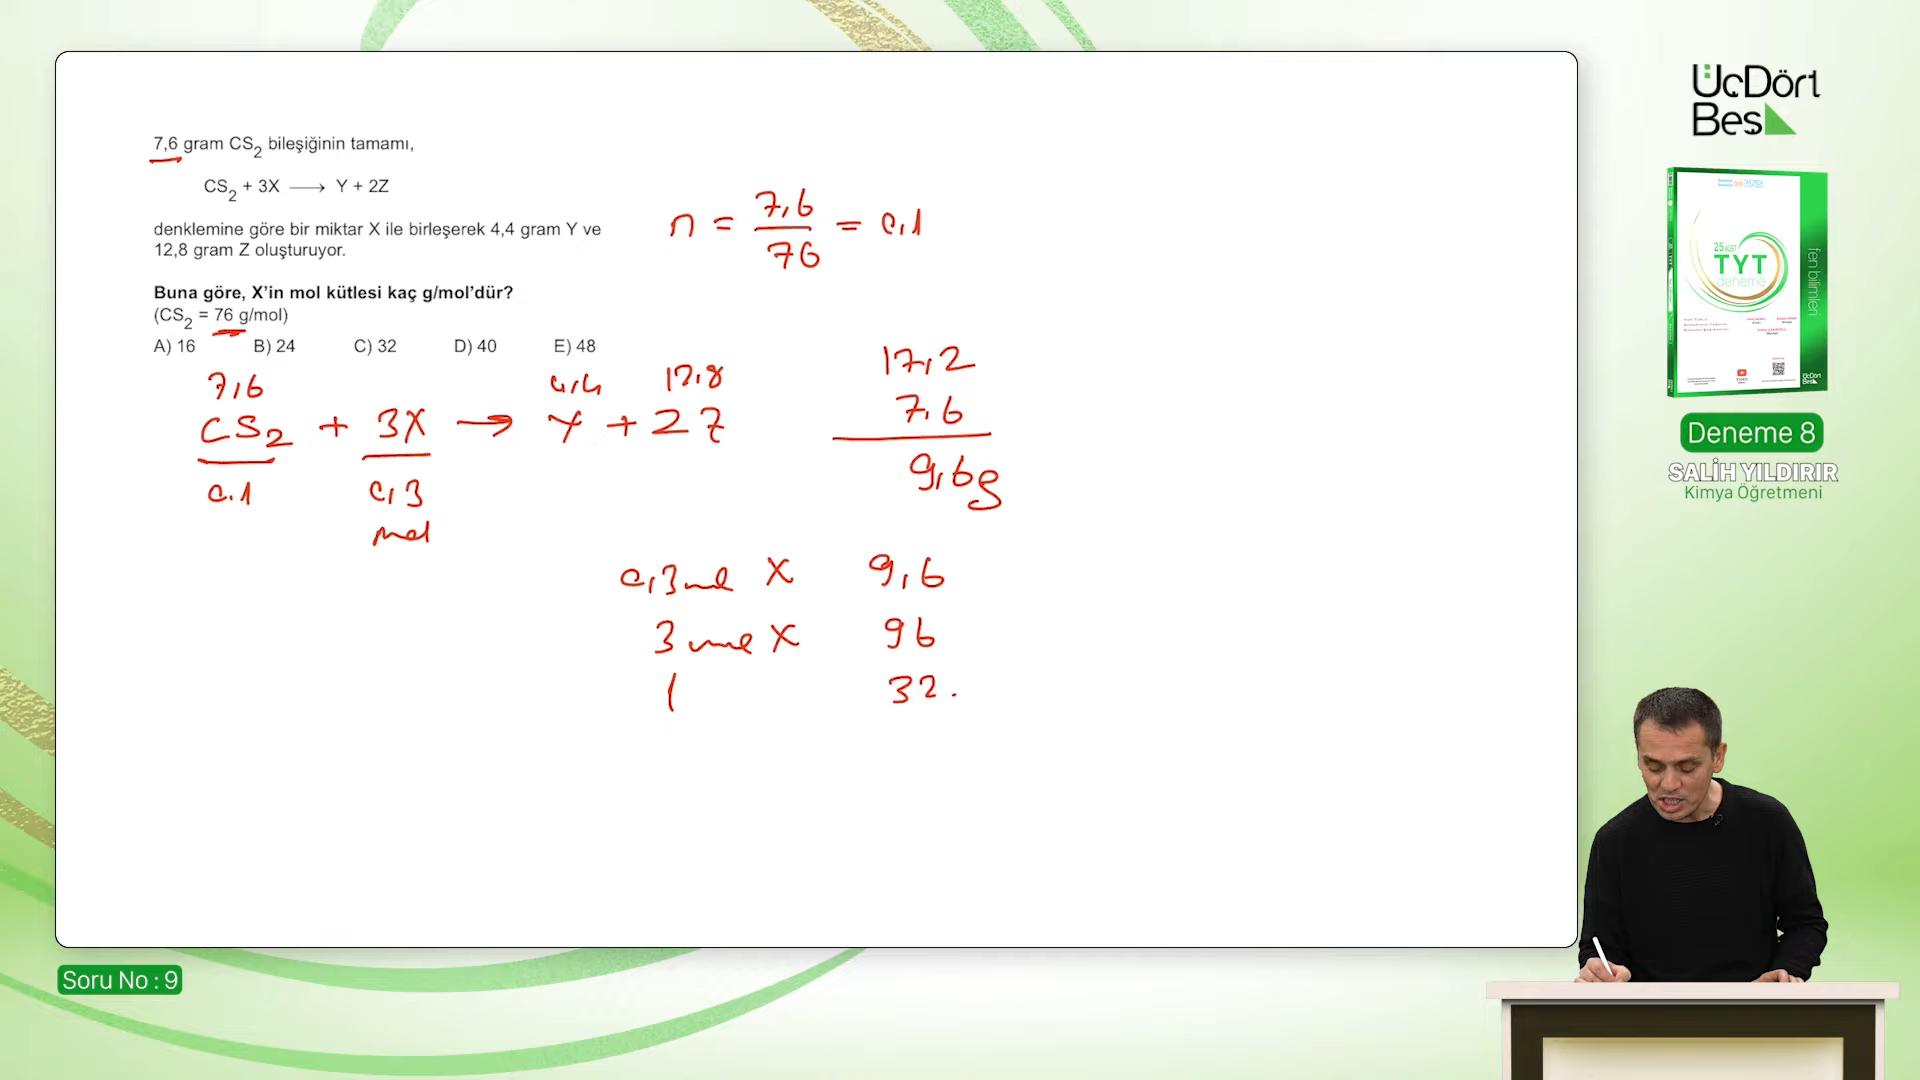 7,6 gram CS2 bileşiğinin tamamı,
CS2 + 3X ⟶ Y + 2Z
denklemine göre bir miktar X ile birleşerek 4,4 gram Y ve
12,8 gram Z oluşturuyor.
Buna göre, X'in mol kütlesi kaç g/mol'dür?
(CS2 = 76 g/mol)
A) 16 B) 24 C) 32 D) 40 E) 48
n = 7,6 / 76 = 0,1
7,6 4,4 12,8
CS2 + 3X → Y + 2Z
0.1 0,3
mol
17,2
7,6
9,6g
0,3 mol X 9,6
3 mol X 96
1 32.
ÜçDört
Beş
25 ADET
TYT
deneme
fen bilimleri
ÜçDört
Beş
Deneme 8
SALİH YILDIRIR
Kimya Öğretmeni
Soru No : 9